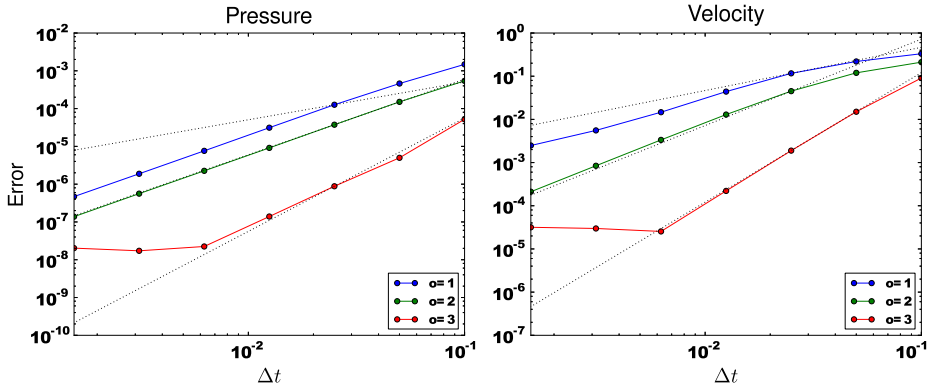 Pressure
Error
10^-2
10^-3
10^-4
10^-5
10^-6
10^-7
10^-8
10^-9
10^-10
10^-2
10^-1
Δt
o= 1
o= 2
o= 3
Velocity
10^0
10^-1
10^-2
10^-3
10^-4
10^-5
10^-6
10^-7
10^-2
10^-1
Δt
o= 1
o= 2
o= 3